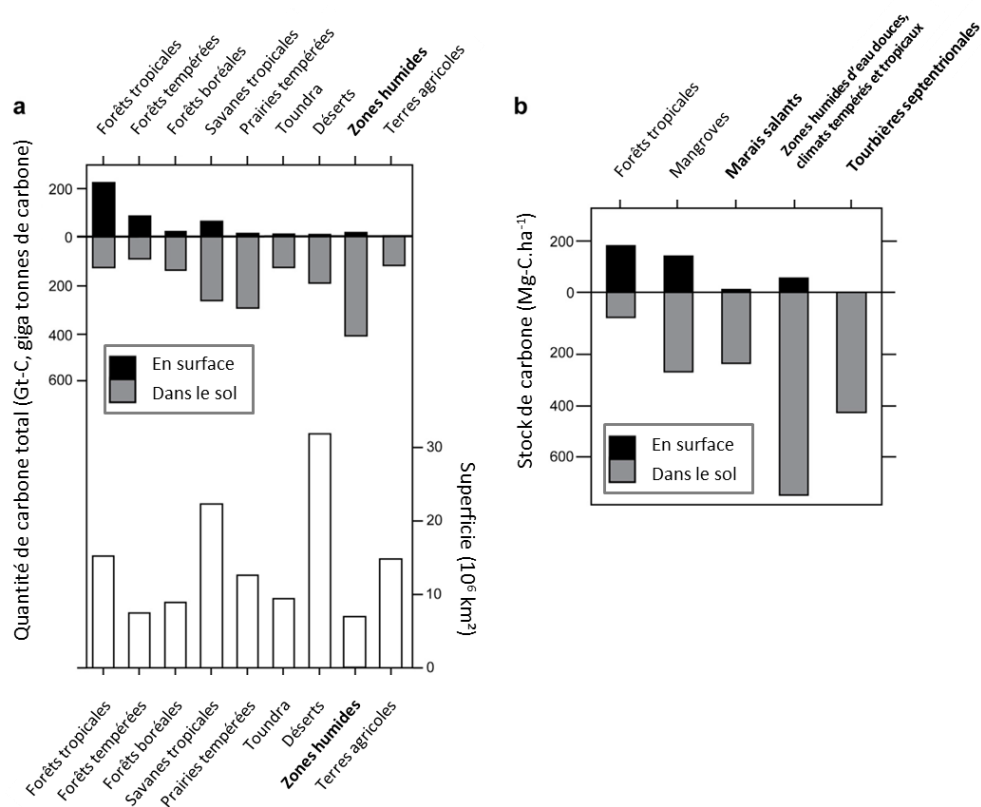 a
Forêts tropicales
Forêts tempérées
Forêts boréales
Savanes tropicales
Prairies tempérées
Toundra
Déserts
Zones humides
Terres agricoles
Quantité de carbone total (Gt-C, giga tonnes de carbone)
200
0
200
400
600
En surface
Dans le sol
30
20
10
0
Superficie (10⁶ km²)
Forêts tropicales
Forêts tempérées
Forêts boréales
Savanes tropicales
Prairies tempérées
Toundra
Déserts
Zones humides
Terres agricoles
b
Forêts tropicales
Mangroves
Marais salants
Zones humides d'eau douces,
climats tempérés et tropicaux
Tourbières septentrionales
Stock de carbone (Mg-C.ha⁻¹)
200
0
200
400
600
En surface
Dans le sol